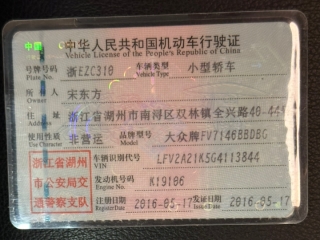 中华人民共和国机动车行驶证
Vehicle License of the People's Republic of China
号牌号码 浙EZC318 车辆类型 小型轿车
Plate No. Vehicle Type
所有人 宋东方
Owner
住址 浙江省湖州市南浔区双林镇全兴路
Address
使用性质 非营运 品牌型号 大众牌FV7146BBDBG
Use Character Model
浙江省湖州市公安局交通警察支队
车辆识别代号 LFV2A21K5G4113844
VIN
发动机号码 K19186
Engine No.
注册日期 2016-05-17 发证日期 2016-05-17
Register Date Issue Date